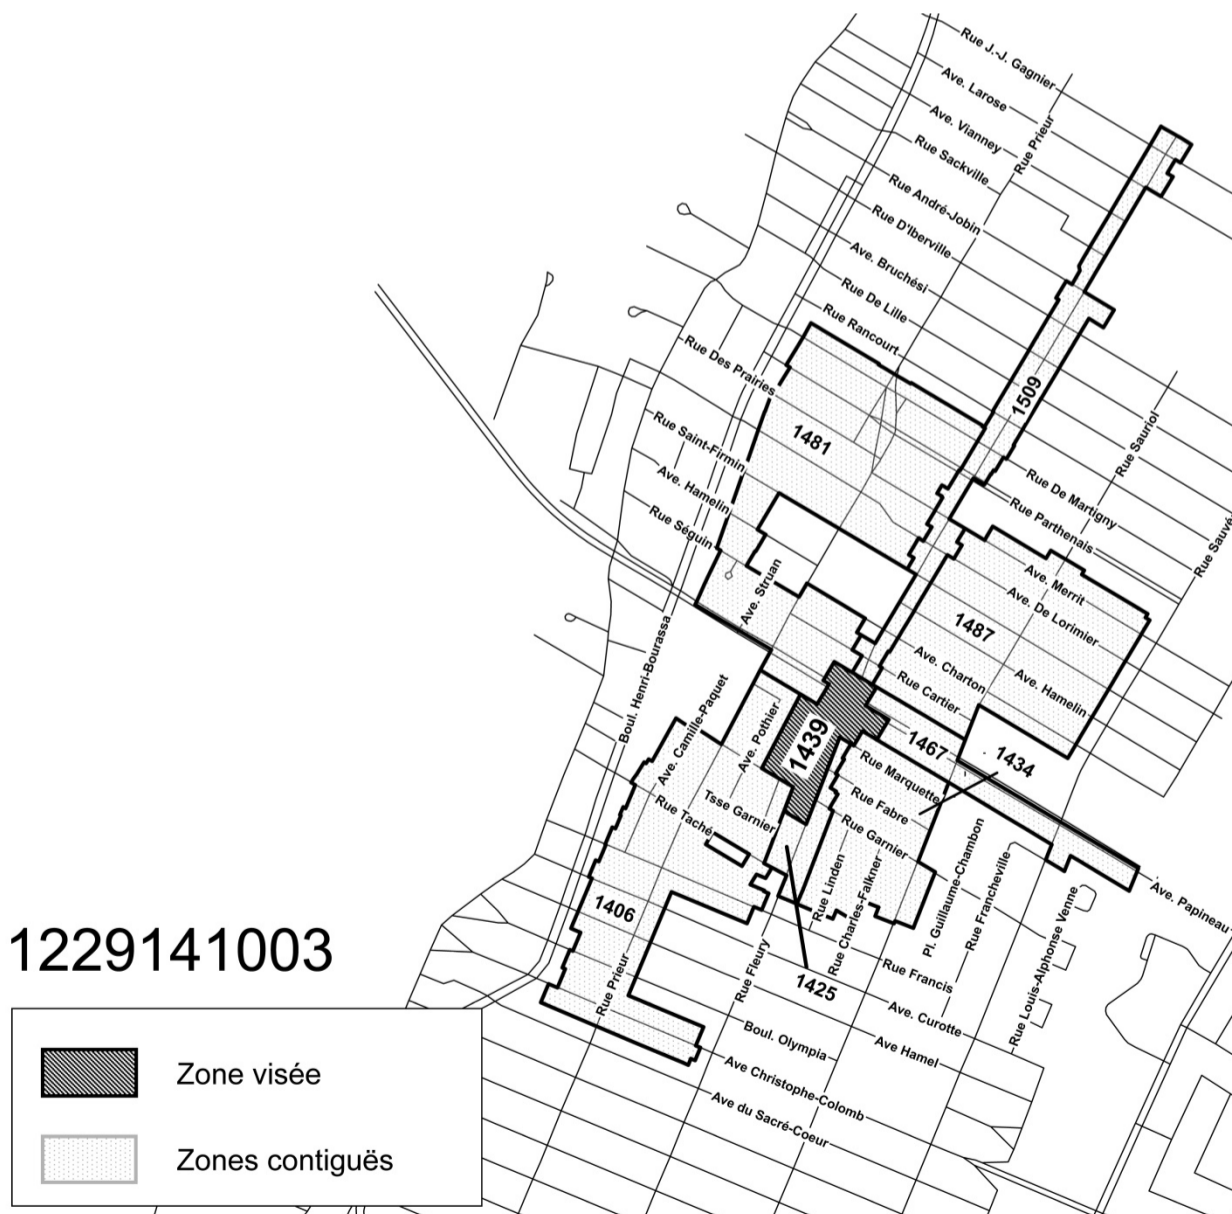 Rue J.-J. Gagnier
Ave. Larose
Ave. Vianney
Rue Prieur
Rue Sackville
Rue André-Jobin
Rue D'Iberville
Ave. Bruchési
Rue De Lille
Rue Rancourt
Rue Des Prairies
1509
Rue Sauriol
1481
Rue Saint-Firmin
Ave. Hamelin
Rue Séguin
Rue De Martigny
Rue Parthenais
Rue Sauvé
Ave. Struan
Ave. Merrit
Ave. De Lorimier
1487
Boul. Henri-Bourassa
Ave. Charton
Ave. Hamelin
Rue Cartier
Ave. Camille-Paquet
Ave. Pothier
1439
1467
1434
Rue Marquette
Tsse Garnier
Rue Fabre
Rue Taché
Rue Garnier
Pl. Guillaume-Chambon
Rue Francheville
Rue Linden
Rue Charles-Falkner
Ave. Papineau
Rue Louis-Alphonse Venne
1406
1229141003
Rue Prieur
Rue Fleury
1425
Rue Francis
Ave. Curotte
Boul. Olympia
Ave Hamel
Ave Christophe-Colomb
Ave du Sacré-Coeur
Zone visée
Zones contiguës